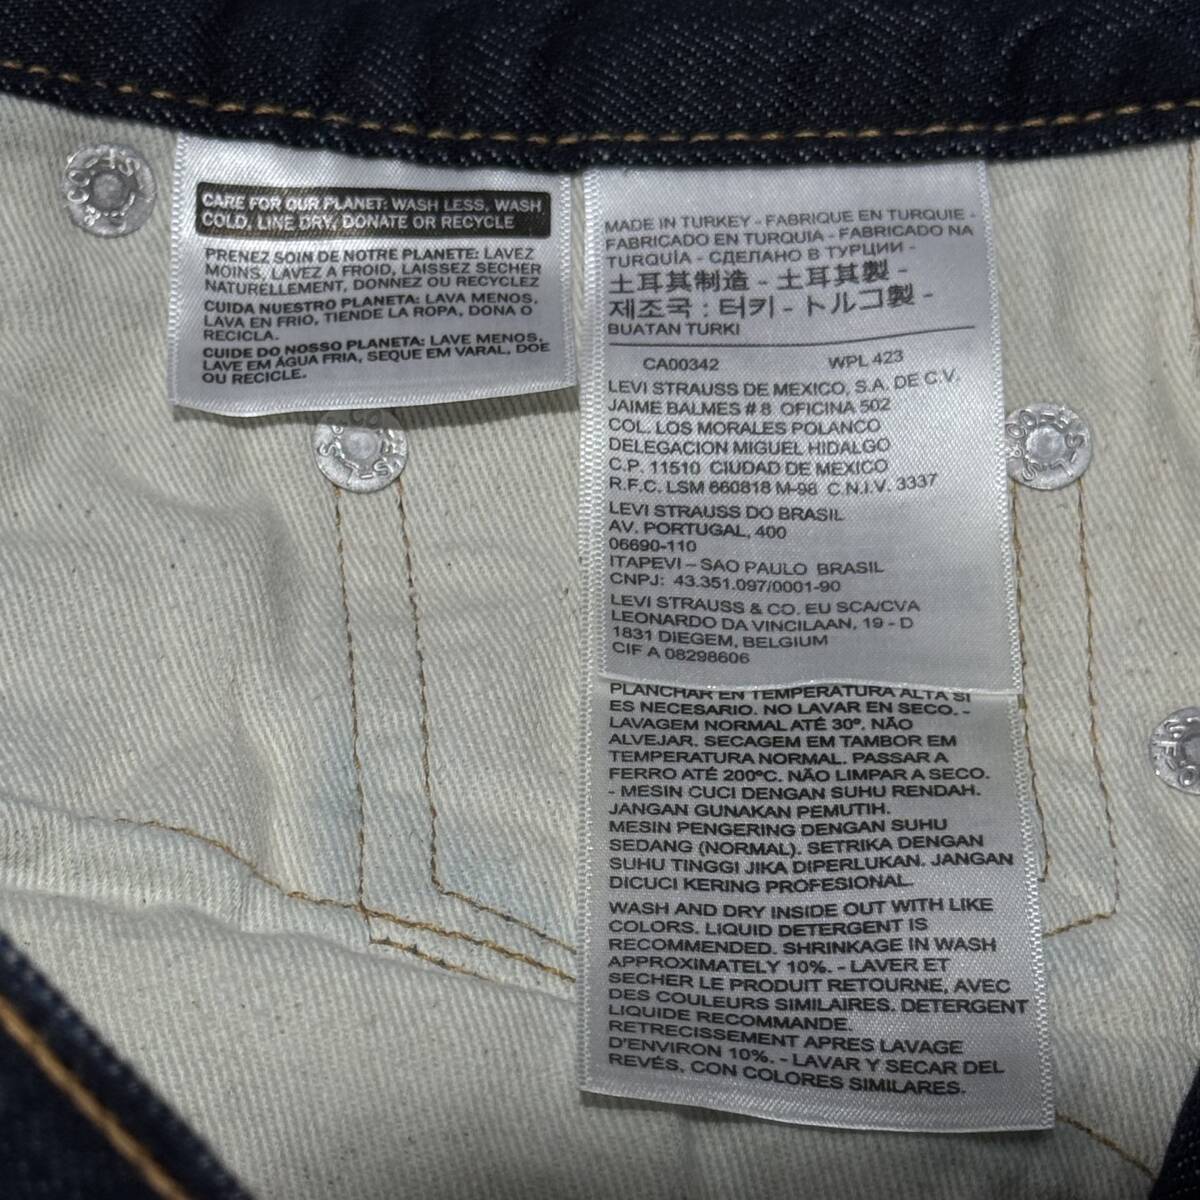 CARE FOR OUR PLANET: WASH LESS, WASH
COLD, LINE DRY, DONATE OR RECYCLE
PRENEZ SOIN DE NOTRE PLANETE: LAVEZ
MOINS, LAVEZ A FROID, LAISSEZ SECHER
NATURELLEMENT, DONNEZ OU RECYCLEZ
CUIDA NUESTRO PLANETA: LAVA MENOS,
LAVA EN FRIO, TIENDE LA ROPA, DONA O
RECICLA.
CUIDE DO NOSSO PLANETA: LAVE MENOS,
LAVE EM ÁGUA FRIA, SEQUE EM VARAL, DOE
OU RECICLE.
MADE IN TURKEY - FABRIQUE EN TURQUIE -
FABRICADO EN TURQUIA - FABRICADO NA
TURQUÌA - СДЕЛАНО В ТУРЦИИ -
土耳其制造 - 土耳其製 -
제조국 : 터키 - トルコ製 -
BUATAN TURKI
CA00342 WPL 423
LEVI STRAUSS DE MEXICO, S.A. DE C.V.
JAIME BALMES # 8 OFICINA 502
COL. LOS MORALES POLANCO
DELEGACION MIGUEL HIDALGO
C.P. 11510 CIUDAD DE MEXICO
R.F.C. LSM 660818 M-98 C.N.I.V. 3337
LEVI STRAUSS DO BRASIL
AV. PORTUGAL, 400
06690-110
ITAPEVI – SAO PAULO BRASIL
CNPJ: 43.351.097/0001-90
LEVI STRAUSS & CO. EU SCA/CVA
LEONARDO DA VINCILAAN, 19 - D
1831 DIEGEM, BELGIUM
CIF A 08298606
PLANCHAR EN TEMPERATURA ALTA SI
ES NECESARIO. NO LAVAR EN SECO. -
LAVAGEM NORMAL ATÉ 30º. NÃO
ALVEJAR. SECAGEM EM TAMBOR EM
TEMPERATURA NORMAL. PASSAR A
FERRO ATÉ 200ºC. NÃO LIMPAR A SECO.
- MESIN CUCI DENGAN SUHU RENDAH.
JANGAN GUNAKAN PEMUTIH.
MESIN PENGERING DENGAN SUHU
SEDANG (NORMAL). SETRIKA DENGAN
SUHU TINGGI JIKA DIPERLUKAN. JANGAN
DICUCI KERING PROFESIONAL.
WASH AND DRY INSIDE OUT WITH LIKE
COLORS. LIQUID DETERGENT IS
RECOMMENDED. SHRINKAGE IN WASH
APPROXIMATELY 10%. - LAVER ET
SECHER LE PRODUIT RETOURNE, AVEC
DES COULEURS SIMILAIRES. DETERGENT
LIQUIDE RECOMMANDE.
RETRECISSEMENT APRES LAVAGE
D'ENVIRON 10%. - LAVAR Y SECAR DEL
REVÉS, CON COLORES SIMILARES.